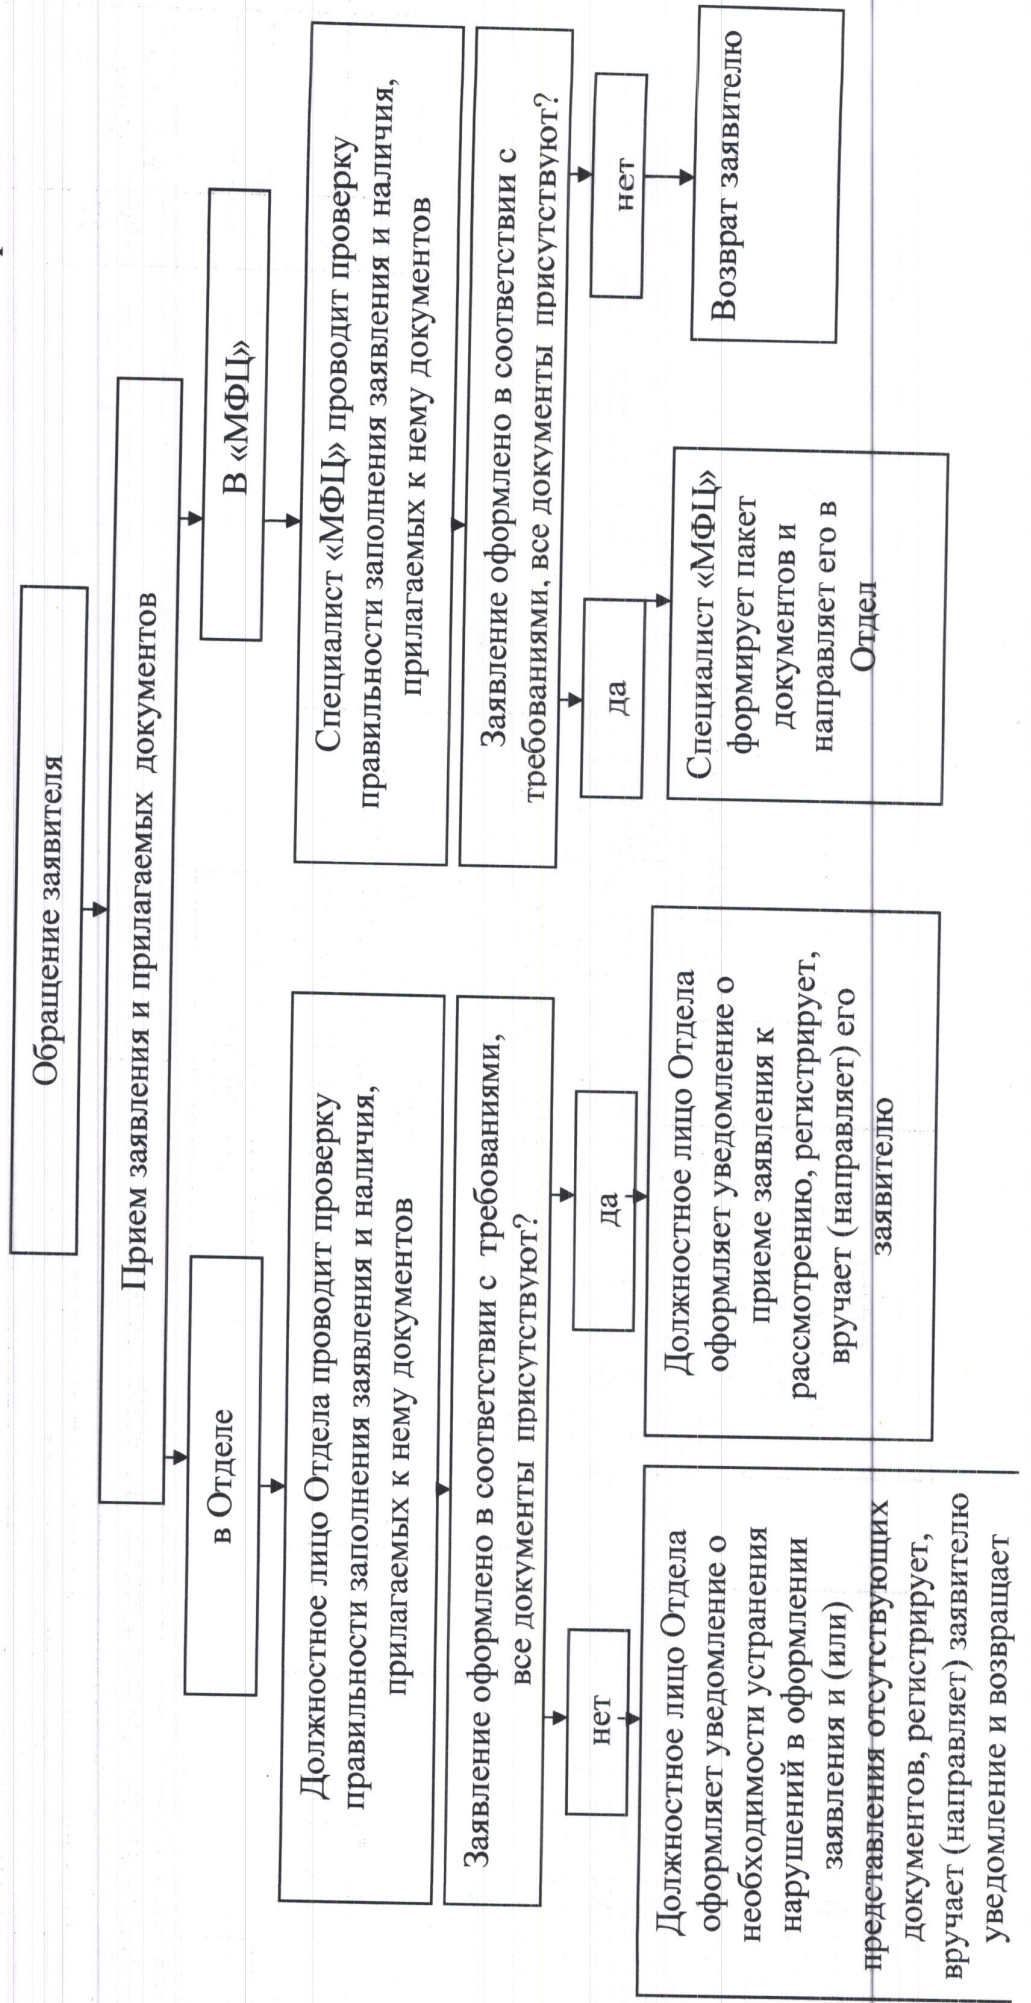 Обращение заявителя
Прием заявления и прилагаемых документов
в Отделе
Должностное лицо Отдела проводит проверку
правильности заполнения заявления и наличия,
прилагаемых к нему документов
Заявление оформлено в соответствии с требованиями,
все документы присутствуют?
нет
Должностное лицо Отдела
оформляет уведомление о
необходимости устранения
нарушений в оформлении
заявления и (или)
представления отсутствующих
документов, регистрирует,
вручает (направляет) заявителю
уведомление и возвращает
да
Должностное лицо Отдела
оформляет уведомление о
приеме заявления к
рассмотрению, регистрирует,
вручает (направляет) его
заявителю
В «МФЦ»
Специалист «МФЦ» проводит проверку
правильности заполнения заявления и наличия,
прилагаемых к нему документов
Заявление оформлено в соответствии с
требованиями, все документы присутствуют?
да
Специалист «МФЦ»
формирует пакет
документов и
направляет его в
Отдел
нет
Возврат заявителю